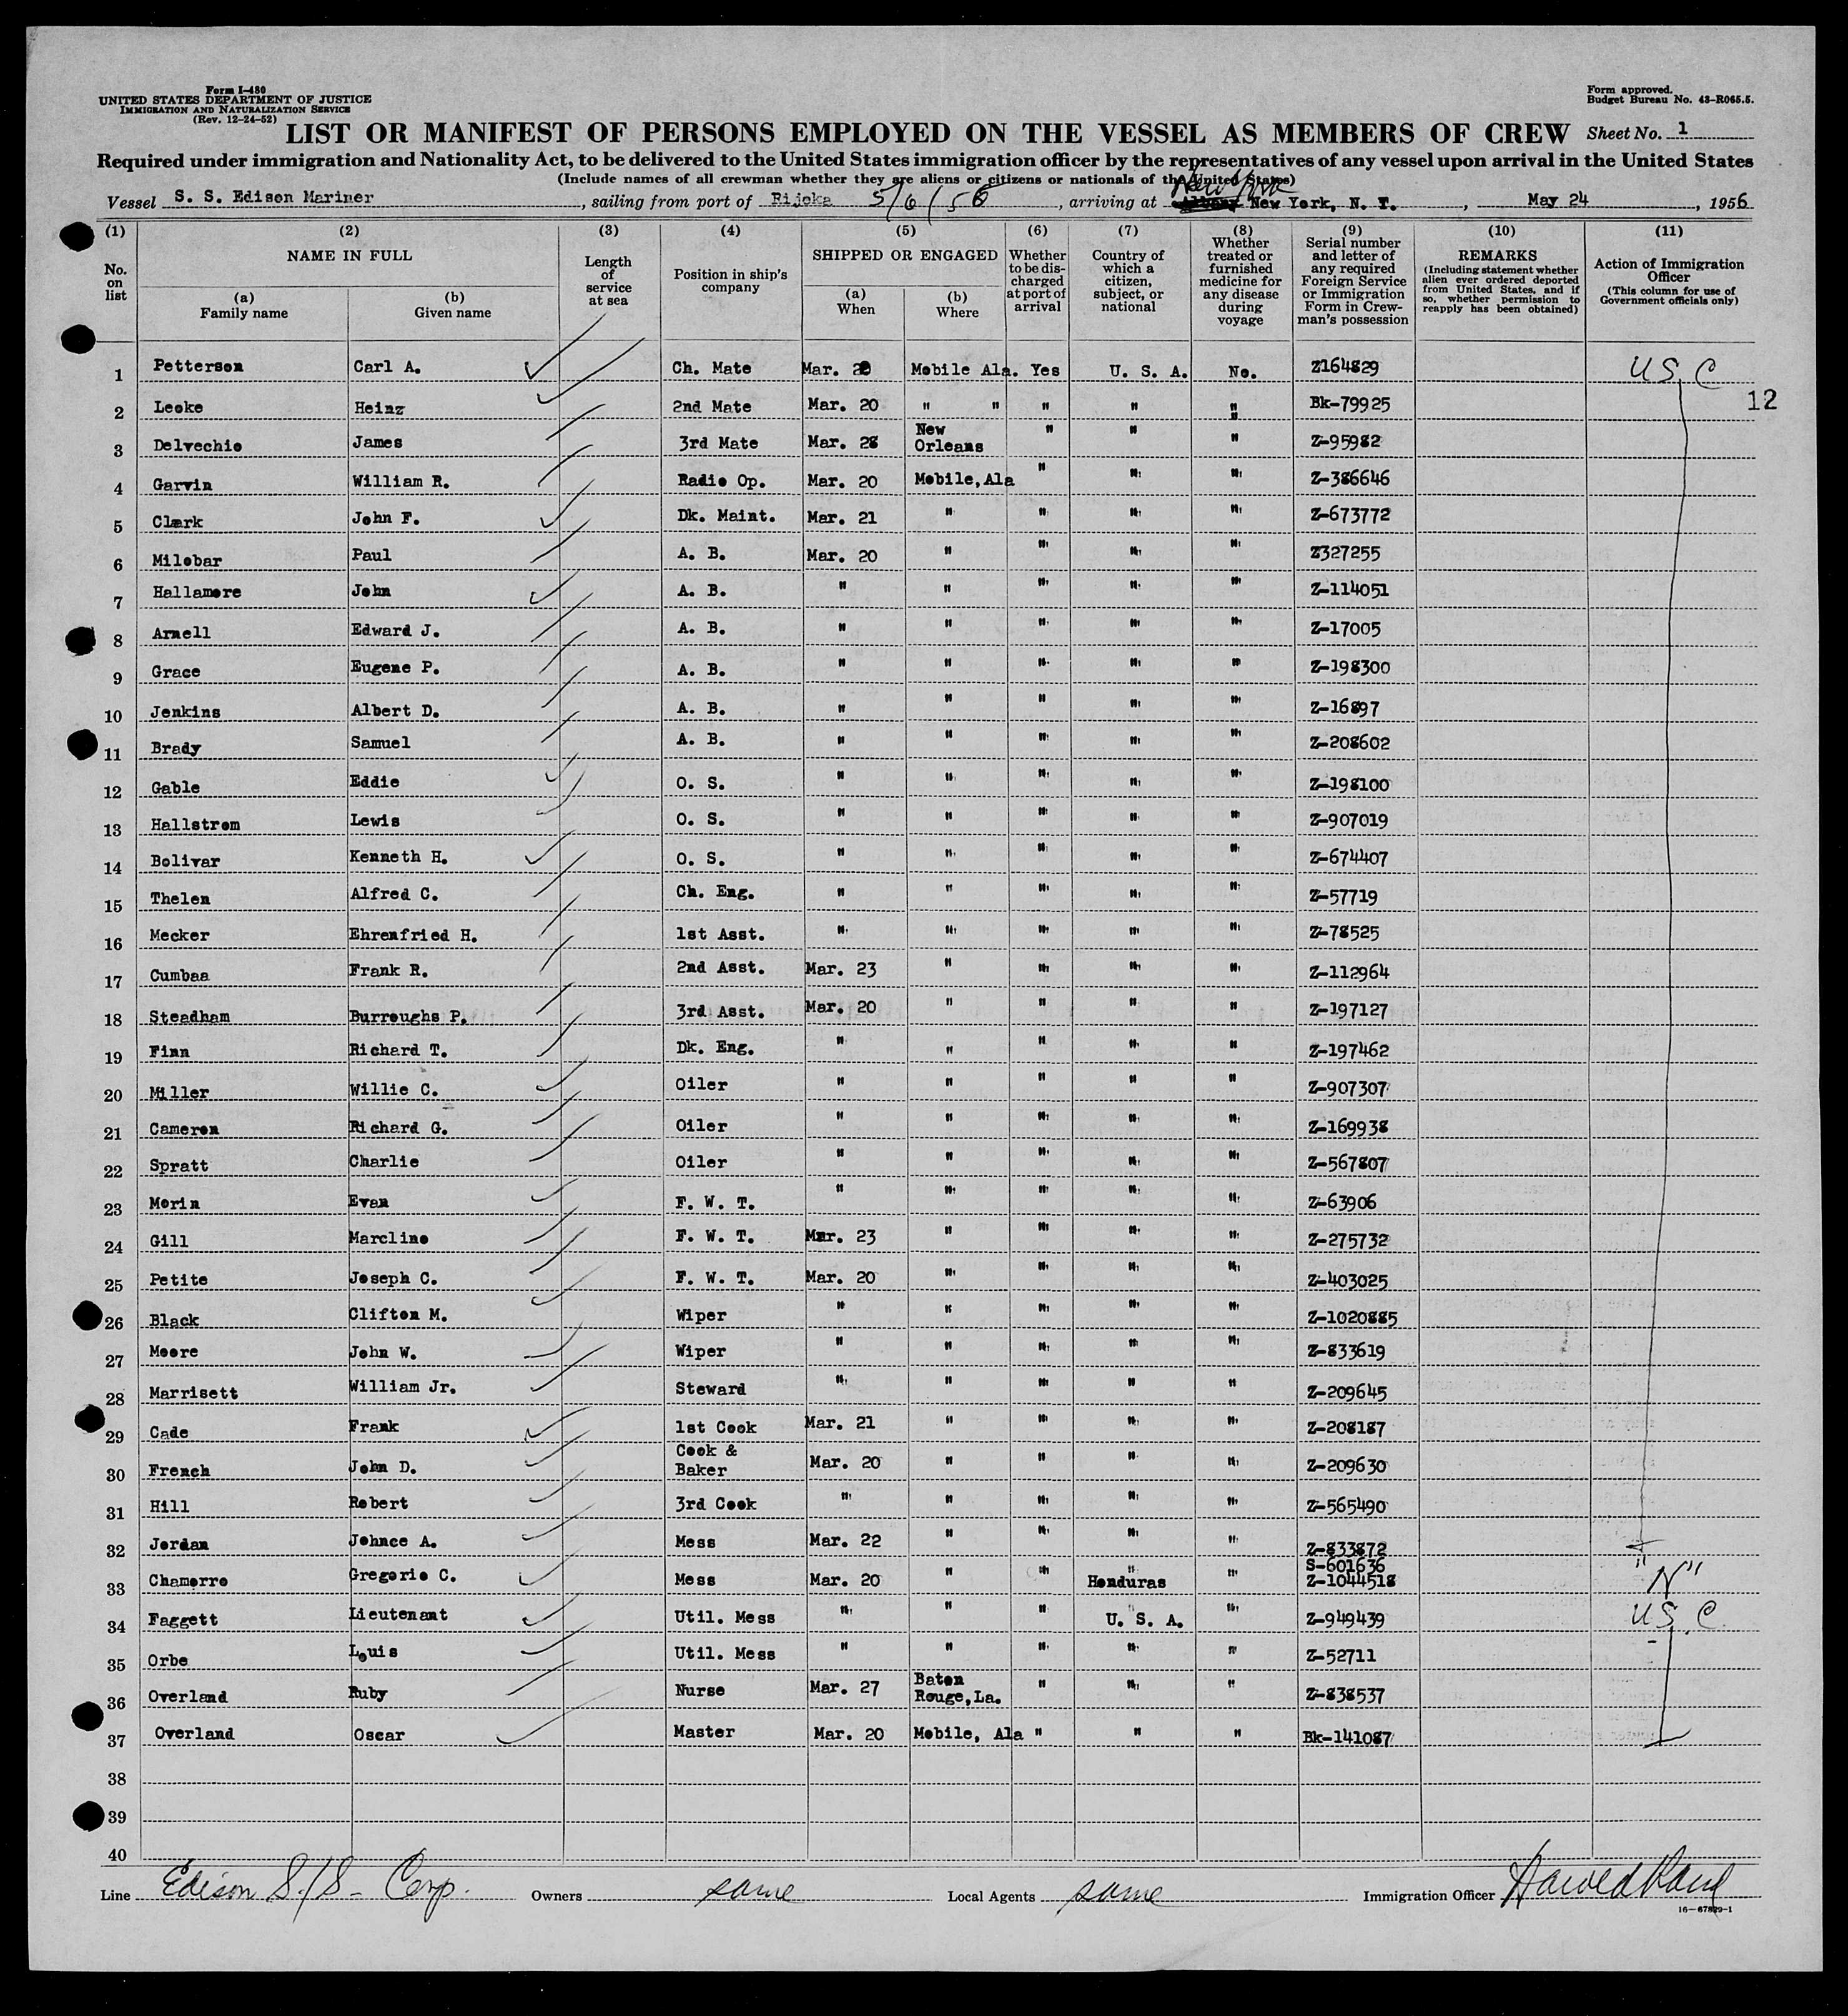 Form I-480
UNITED STATES DEPARTMENT OF JUSTICE
IMMIGRATION AND NATURALIZATION SERVICE
(Rev. 12-24-52)
Form approved.
Budget Bureau No. 43-R065.5.
LIST OR MANIFEST OF PERSONS EMPLOYED ON THE VESSEL AS MEMBERS OF CREW Sheet No. 1
Required under immigration and Nationality Act, to be delivered to the United States immigration officer by the representatives of any vessel upon arrival in the United States
(Include names of all crewman whether they are aliens or citizens or nationals of the United States)
New York
Vessel S. S. Edison Mariner, sailing from port of Rijeka 5/6/56, arriving at Albany New York, N. Y., May 24, 1956
(1) (2) (3) (4) (5) (6) (7) (8) (9) (10) (11)
No. on list
NAME IN FULL
(a) Family name
(b) Given name
Length of service at sea
Position in ship's company
SHIPPED OR ENGAGED
(a) When
(b) Where
Whether to be discharged at port of arrival
Country of which a citizen, subject, or national
Whether treated or furnished medicine for any disease during voyage
Serial number and letter of any required Foreign Service or Immigration Form in Crewman's possession
REMARKS
(Including statement whether alien ever ordered deported from United States, and if so, whether permission to reapply has been obtained)
Action of Immigration Officer
(This column for use of Government officials only)
1 Petterson Carl A. Ch. Mate Mar. 20 Mobile Ala. Yes U. S. A. No. Z164829 US C
12
2 Leoke Heinz 2nd Mate Mar. 20 " " " " " Bk-79925
3 Delvechio James 3rd Mate Mar. 28 New Orleans " " " Z-95982
4 Garvin William R. Radio Op. Mar. 20 Mobile, Ala " " " Z-386646
5 Clark John F. Dk. Maint. Mar. 21 " " " " Z-673772
6 Milobar Paul A. B. Mar. 20 " " " " Z327255
7 Hallamore John A. B. " " " " " Z-114051
8 Arnell Edward J. A. B. " " " " " Z-17005
9 Grace Eugene P. A. B. " " " " " Z-198300
10 Jenkins Albert D. A. B. " " " " " Z-16897
11 Brady Samuel A. B. " " " " " Z-208602
12 Gable Eddie O. S. " " " " " Z-198100
13 Hallstrom Lewis O. S. " " " " " Z-907019
14 Bolivar Kenneth H. O. S. " " " " " Z-674407
15 Thelen Alfred C. Ch. Eng. " " " " " Z-57719
16 Mecker Ehrenfried H. 1st Asst. " " " " " Z-78525
17 Cumbaa Frank R. 2nd Asst. Mar. 23 " " " " Z-112964
18 Steadham Burroughs P. 3rd Asst. Mar. 20 " " " " Z-197127
19 Finn Richard T. Dk. Eng. " " " " " Z-197462
20 Miller Willie C. Oiler " " " " " Z-907307
21 Cameron Richard G. Oiler " " " " " Z-169938
22 Spratt Charlie Oiler " " " " " Z-567807
23 Morin Evan F. W. T. " " " " " Z-63906
24 Gill Marcline F. W. T. Mar. 23 " " " " Z-275732
25 Petite Joseph C. F. W. T. Mar. 20 " " " " Z-403025
26 Black Clifton M. Wiper " " " " " Z-1020885
27 Moore John W. Wiper " " " " " Z-833619
28 Marrisett William Jr. Steward " " " " " Z-209645
29 Cade Frank 1st Cook Mar. 21 " " " " Z-208187
30 French John D. Cook & Baker Mar. 20 " " " " Z-209630
31 Hill Robert 3rd Cook " " " " " Z-565490
32 Jordan Johnce A. Mess Mar. 22 " " " " Z-833872
33 Chamorro Gregorio C. Mess Mar. 20 " " " Honduras " S-601636 Z-1044518 "N"
34 Faggett Lieutenant Util. Mess " " " U. S. A. " Z-949439 US C.
35 Orbe Louis Util. Mess " " " " " Z-52711
36 Overland Ruby Nurse Mar. 27 Baton Rouge, La. " " " Z-838537
37 Overland Oscar Master Mar. 20 Mobile, Ala " " " Bk-141087
38
39
40
Line Edison S/S Corp. Owners same Local Agents same Immigration Officer
16-67829-1